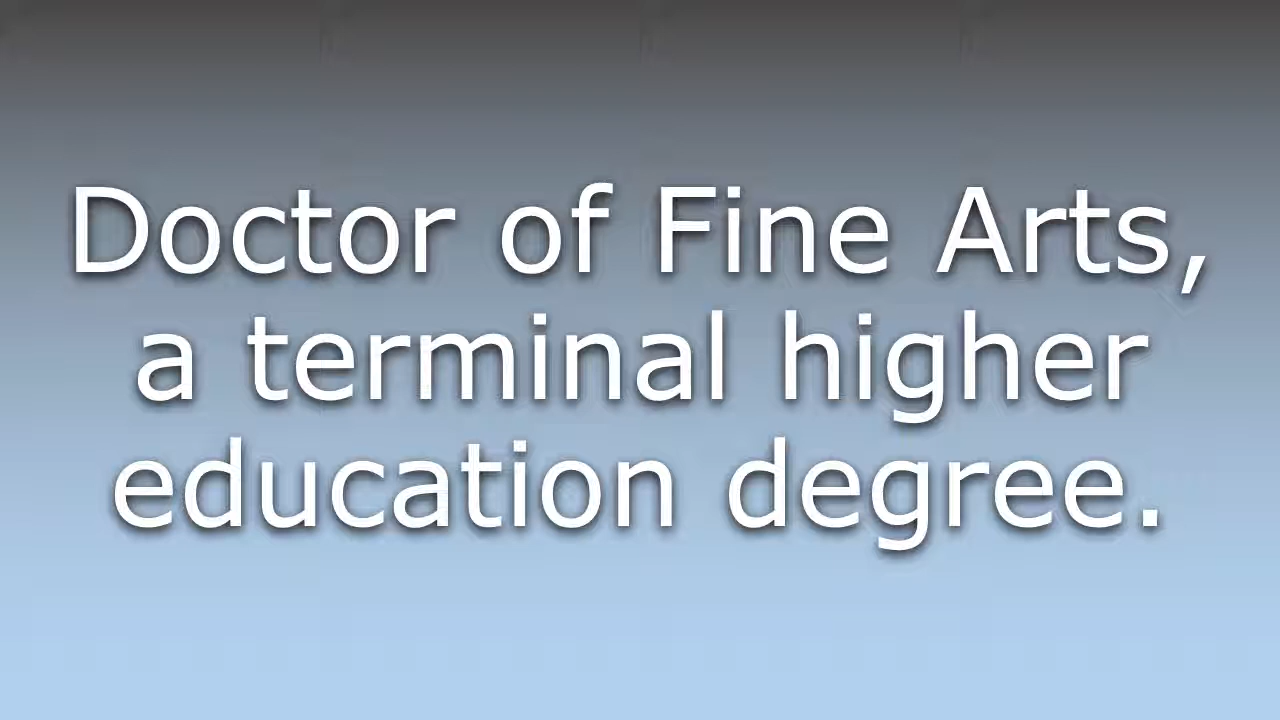 Doctor of Fine Arts,
a terminal higher
education degree.